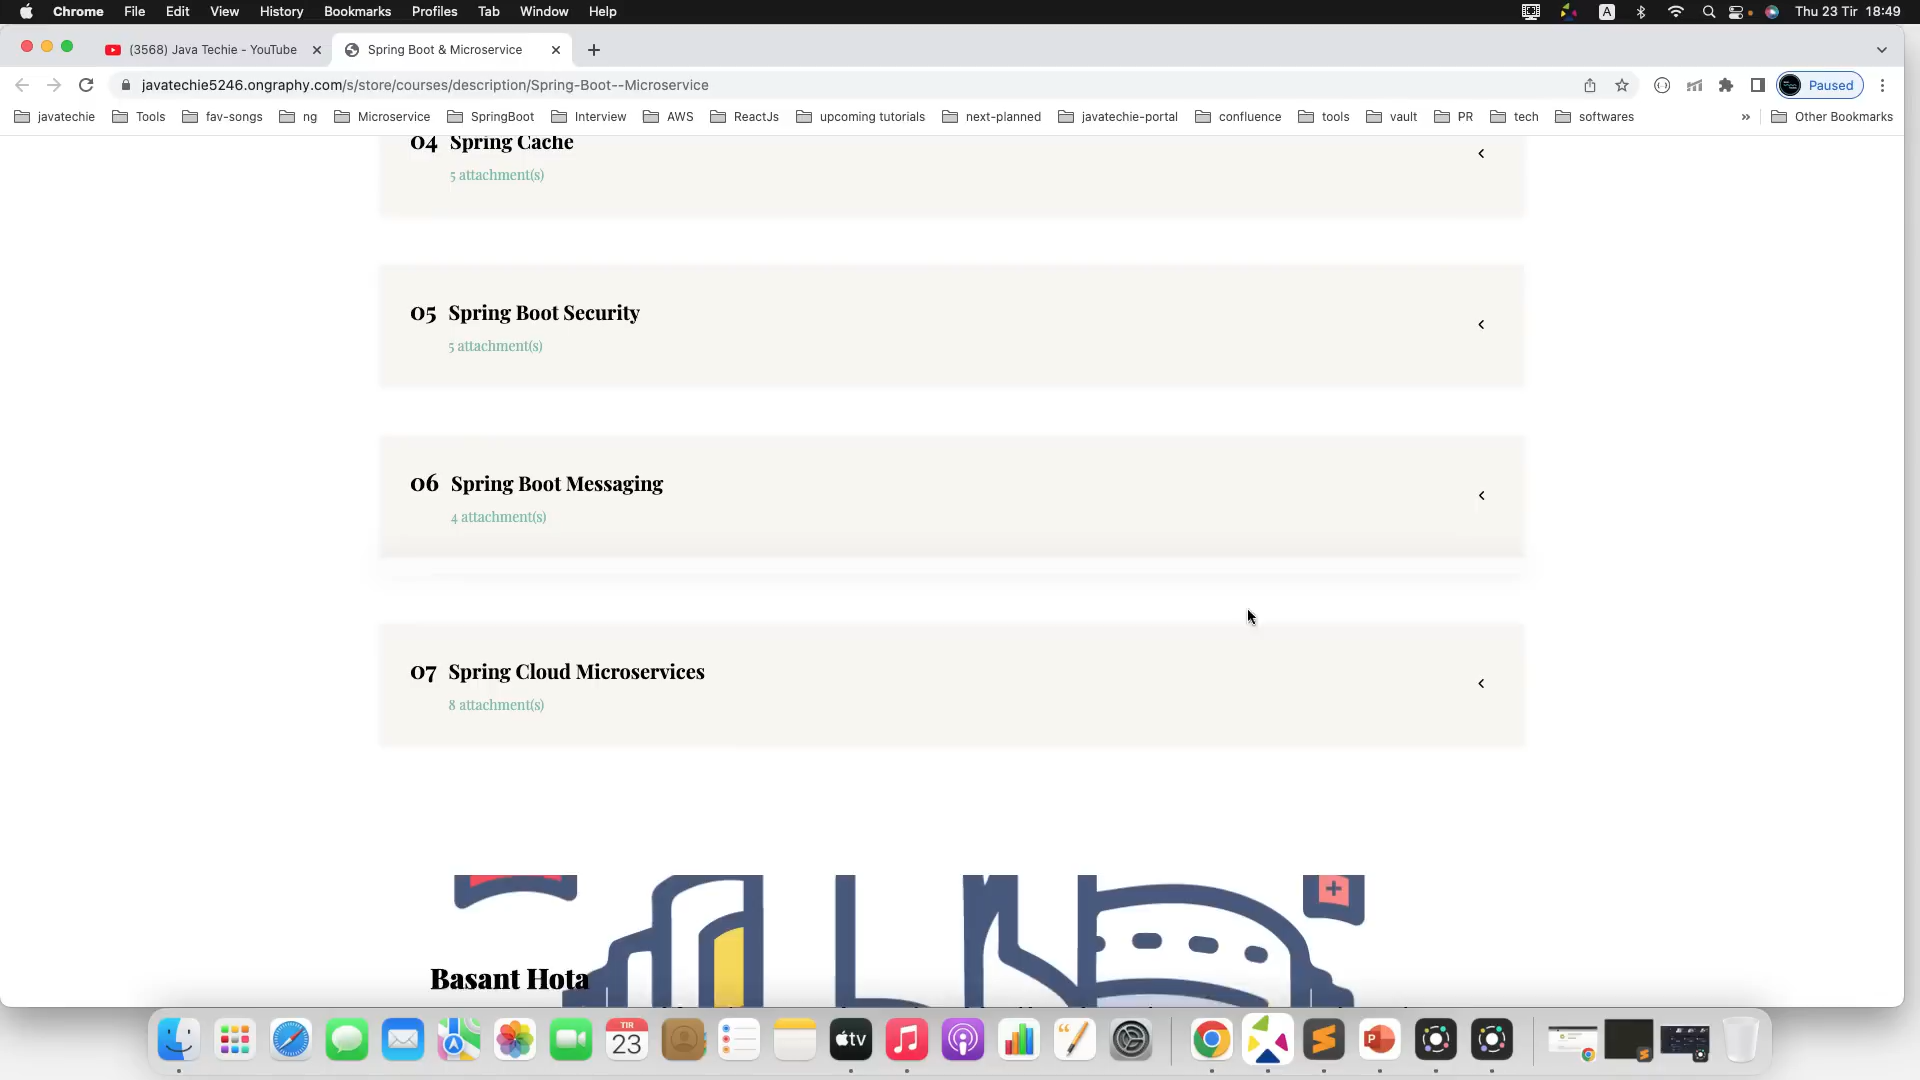 Chrome File Edit View History Bookmarks Profiles Tab Window Help A Thu 23 Tir 18:49
(3568) Java Techie - YouTube Spring Boot & Microservice
javatechie5246.ongraphy.com/s/store/courses/description/Spring-Boot--Microservice Paused
javatechie Tools fav-songs ng Microservice SpringBoot Interview AWS ReactJs upcoming tutorials next-planned javatechie-portal confluence tools vault PR tech softwares » Other Bookmarks
04 Spring Cache
5 attachment(s)
05 Spring Boot Security
5 attachment(s)
06 Spring Boot Messaging
4 attachment(s)
07 Spring Cloud Microservices
8 attachment(s)
Basant Hota
TIR
23
tv
P